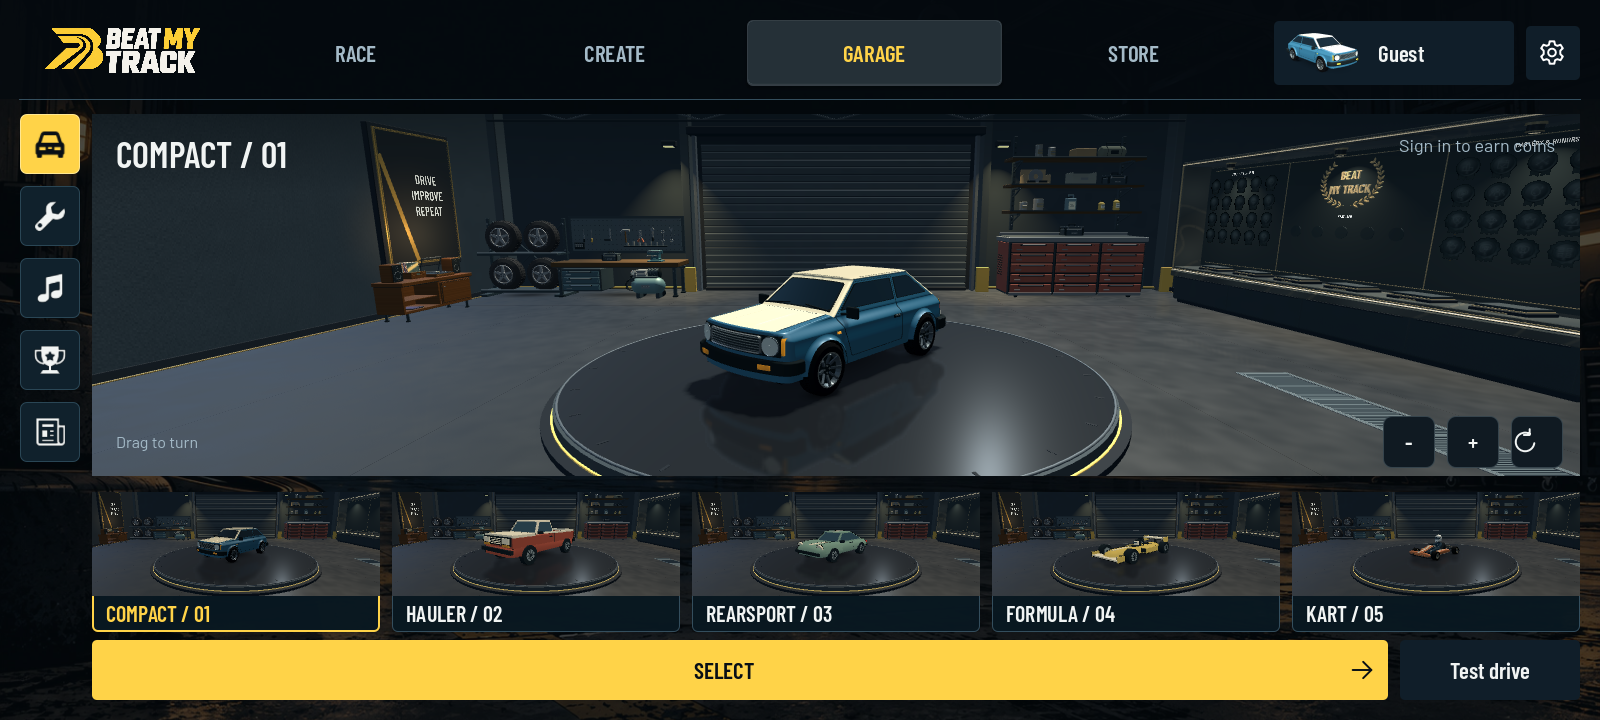 BEAT MY
TRACK
RACE
CREATE
GARAGE
STORE
Guest
COMPACT / 01
Sign in to earn coins
DRIVE
IMPROVE
REPEAT
BEAT
MY TRACK
Drag to turn
-
+
COMPACT / 01
HAULER / 02
REARSPORT / 03
FORMULA / 04
KART / 05
SELECT
Test drive